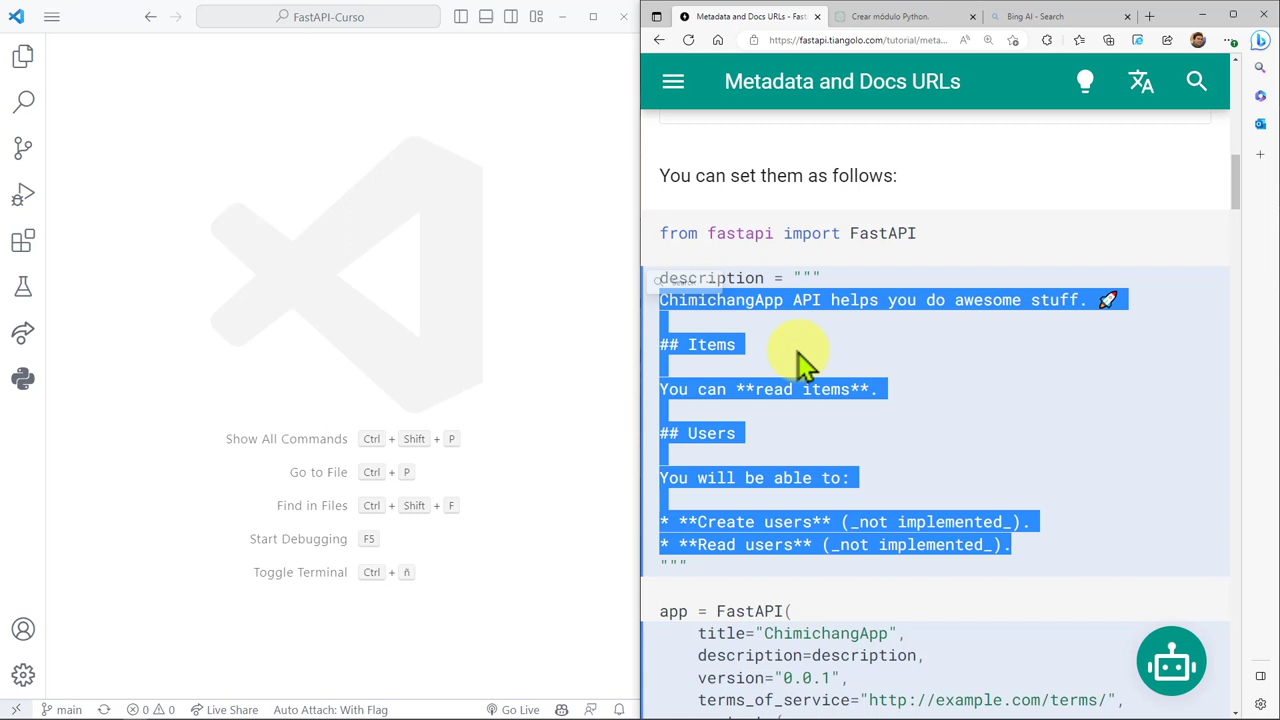 FastAPI-Curso
Show All Commands Ctrl + Shift + P
Go to File Ctrl + P
Find in Files Ctrl + Shift + F
Start Debugging F5
Toggle Terminal Ctrl + ñ
main
0 0
Live Share
Auto Attach: With Flag
Go Live
Metadata and Docs URLs - Fast
Crear módulo Python.
Bing AI - Search
https://fastapi.tiangolo.com/tutorial/meta...
Metadata and Docs URLs
You can set them as follows:
from fastapi import FastAPI
description = """
ChimichangApp API helps you do awesome stuff. 🚀
## Items
You can **read items**.
## Users
You will be able to:
* **Create users** (_not implemented_).
* **Read users** (_not implemented_).
"""
app = FastAPI(
title="ChimichangApp",
description=description,
version="0.0.1",
terms_of_service="http://example.com/terms/",